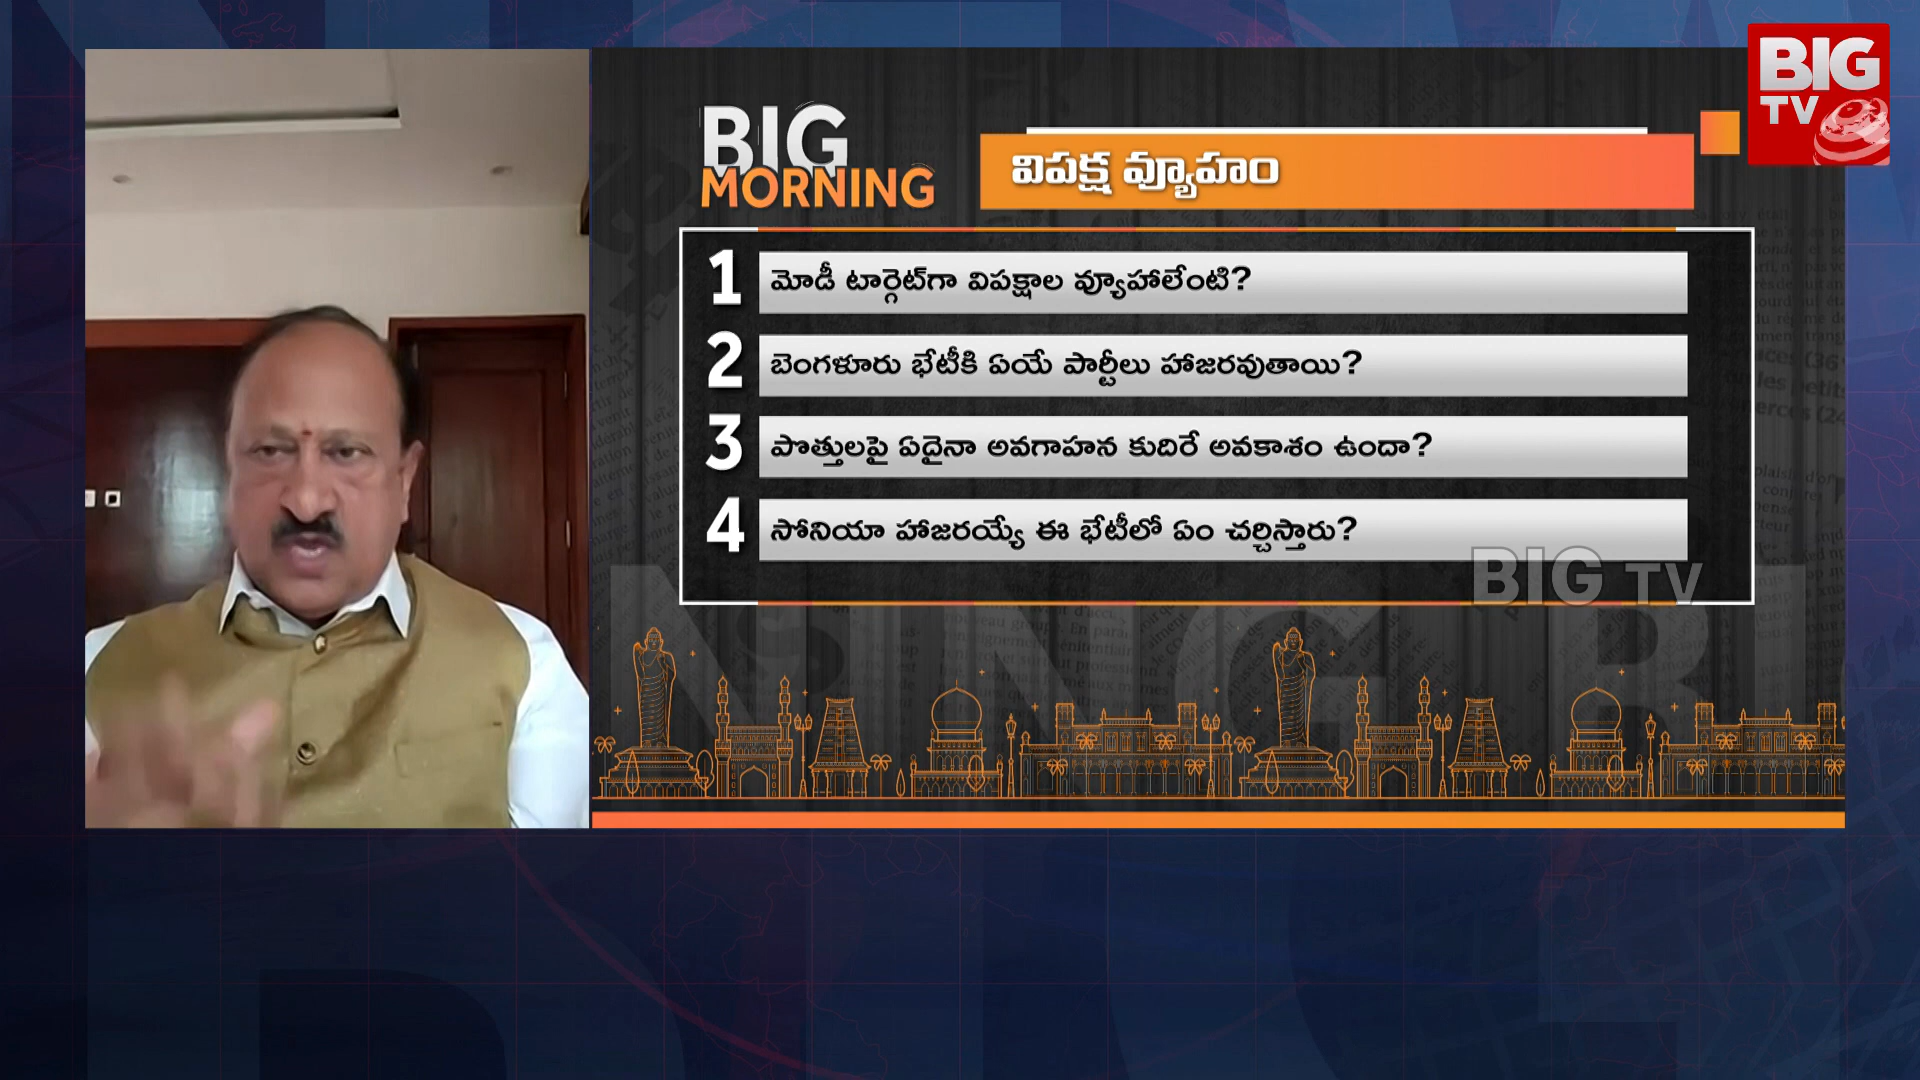 BIG
TV
BIG
MORNING
విపక్ష వ్యూహం
1 మోడీ టార్గెట్‌గా విపక్షాల వ్యూహాలేంటి?
2 బెంగళూరు భేటీకి ఏయే పార్టీలు హాజరవుతాయి?
3 పొత్తులపై ఏదైనా అవగాహన కుదిరే అవకాశం ఉందా?
4 సోనియా హాజరయ్యే ఈ భేటీలో ఏం చర్చిస్తారు?
BIG TV